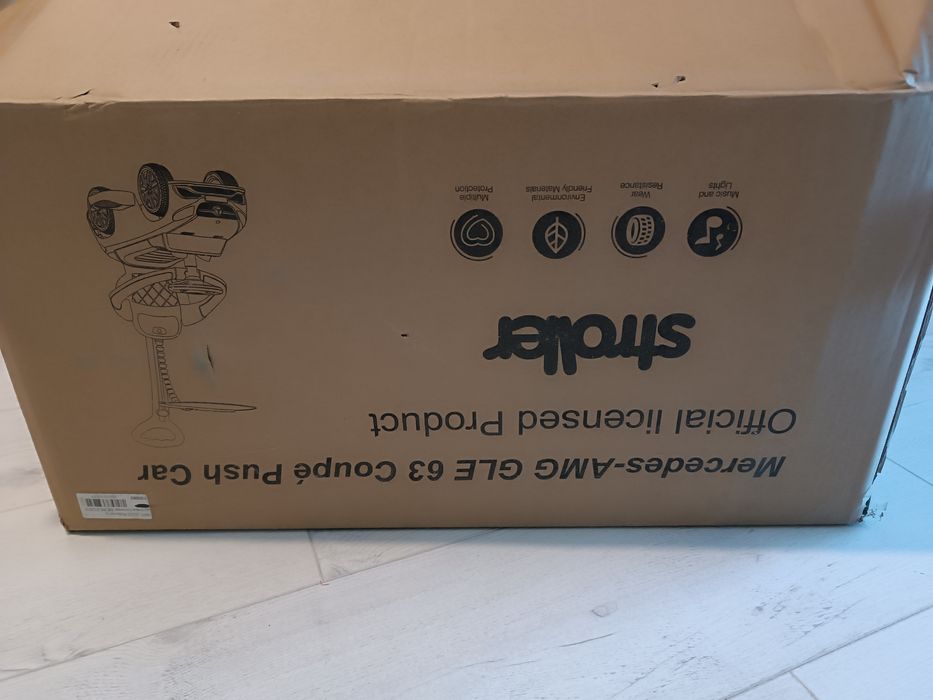 Mercedes-AMG GLE 63 Coupé Push Car
Official licensed Product
stroller
Music and
Lights
Wear
Resistance
Environmental
Friendly Materials
Multiple
Protection